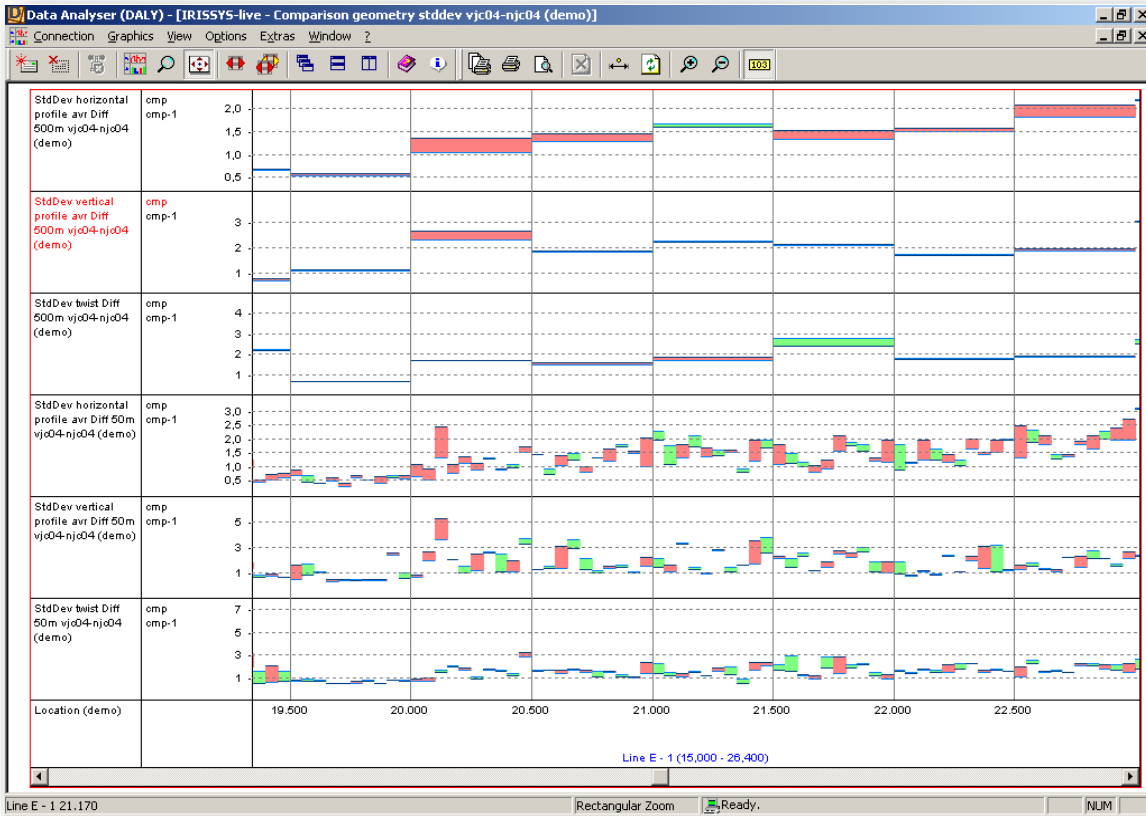 Data Analyser (DALY) - [IRISSYS-live - Comparison geometry stddev vjc04-njc04 (demo)]
Connection Graphics View Options Extras Window ?
103
StdDev horizontal cmp
profile avr Diff cmp-1
500m vjc04-njc04
(demo)
2,0
1,5
1,0
0,5
StdDev vertical cmp
profile avr Diff cmp-1
500m vjc04-njc04
(demo)
3
2
1
StdDev twist Diff cmp
500m vjc04-njc04 cmp-1
(demo)
4
3
2
1
StdDev horizontal cmp
profile avr Diff 50m cmp-1
vjc04-njc04 (demo)
3,0
2,5
2,0
1,5
1,0
0,5
StdDev vertical cmp
profile avr Diff 50m cmp-1
vjc04-njc04 (demo)
5
3
1
StdDev twist Diff cmp
50m vjc04-njc04 cmp-1
(demo)
7
5
3
1
Location (demo) 19.500 20.000 20.500 21.000 21.500 22.000 22.500
Line E - 1 (15,000 - 26,400)
Line E - 1 21.170 Rectangular Zoom Ready. NUM